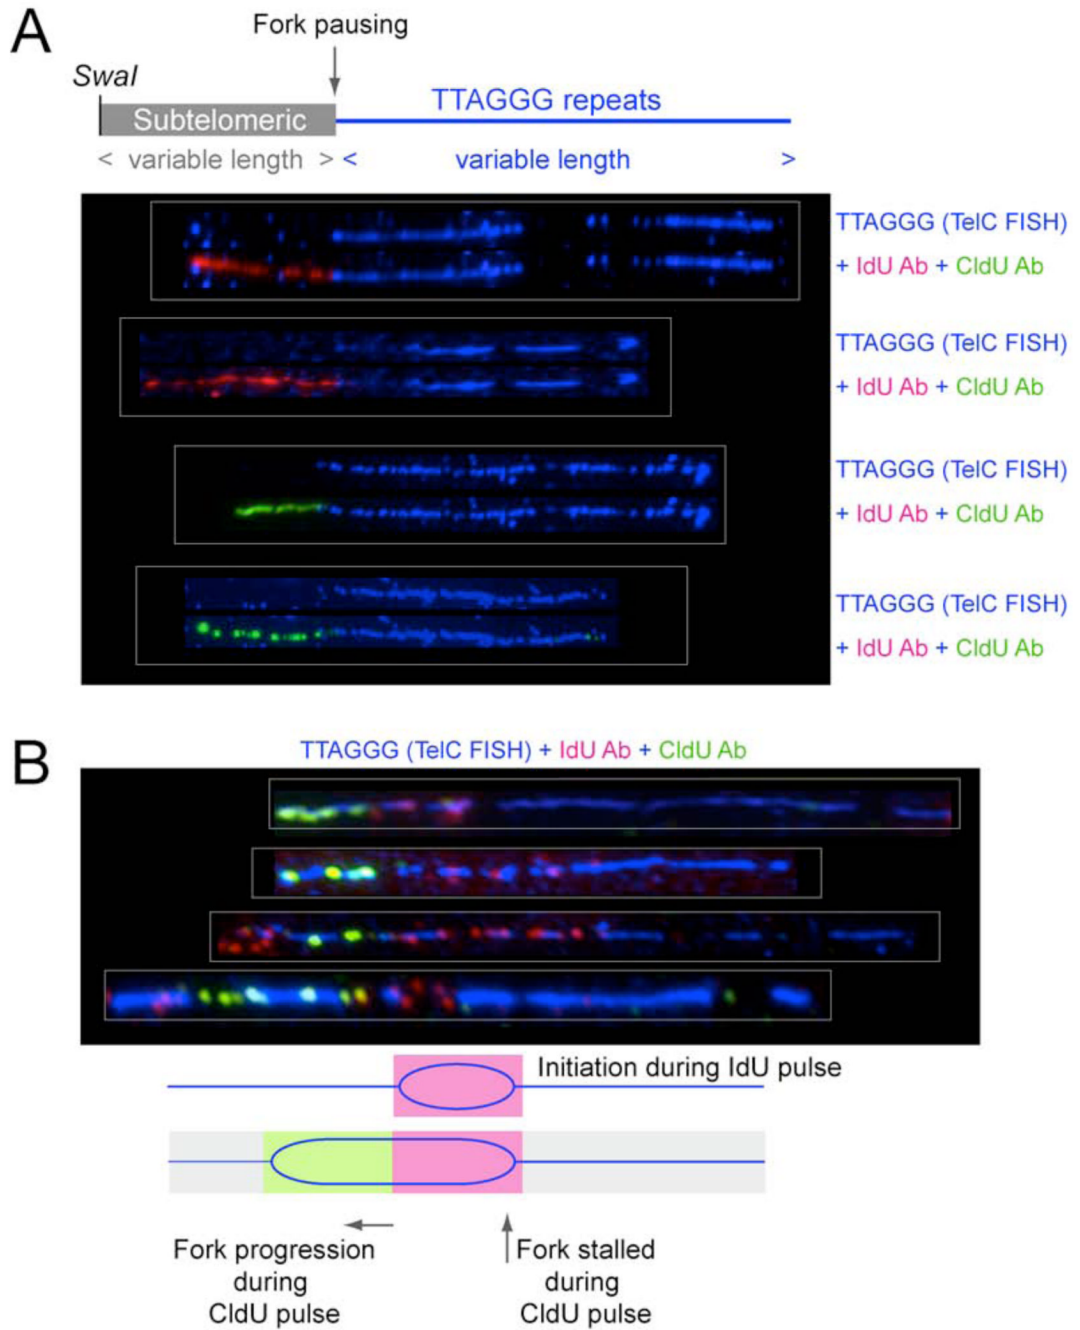 A
Fork pausing
SwaI
TTAGGG repeats
Subtelomeric
< variable length > < variable length >
TTAGGG (TelC FISH)
+ IdU Ab + CldU Ab
TTAGGG (TelC FISH)
+ IdU Ab + CldU Ab
TTAGGG (TelC FISH)
+ IdU Ab + CldU Ab
TTAGGG (TelC FISH)
+ IdU Ab + CldU Ab
B
TTAGGG (TelC FISH) + IdU Ab + CldU Ab
Initiation during IdU pulse
Fork progression
during
CldU pulse
Fork stalled
during
CldU pulse